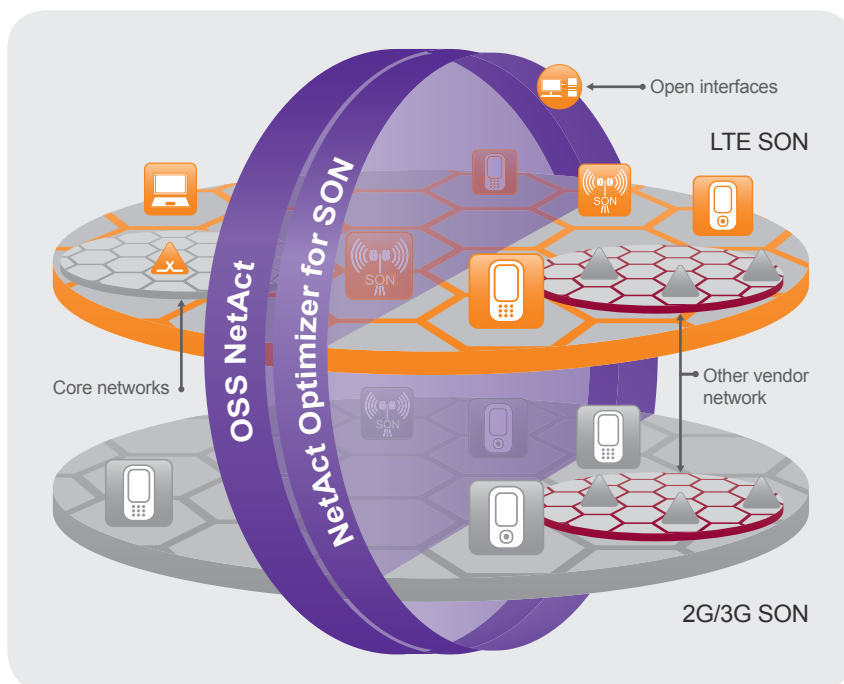 Open interfaces
LTE SON
SON
SON
OSS NetAct
NetAct Optimizer for SON
Core networks
Other vendor
network
SON
2G/3G SON